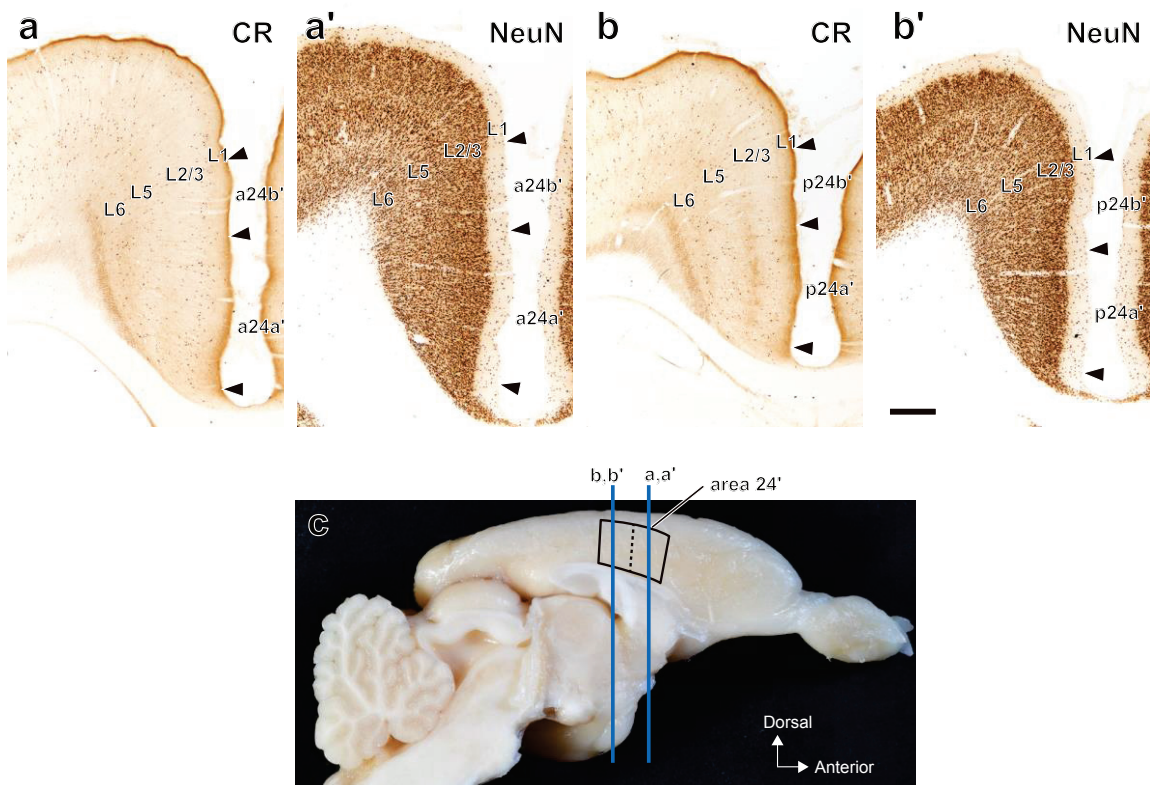 a
CR
L1
L2/3
L5
L6
a24b'
a24a'
a'
NeuN
L1
L2/3
L5
L6
a24b'
a24a'
b
CR
L1
L2/3
L5
L6
p24b'
p24a'
b'
NeuN
L1
L2/3
L5
L6
p24b'
p24a'
b,b'
a,a'
area 24'
C
Dorsal
Anterior